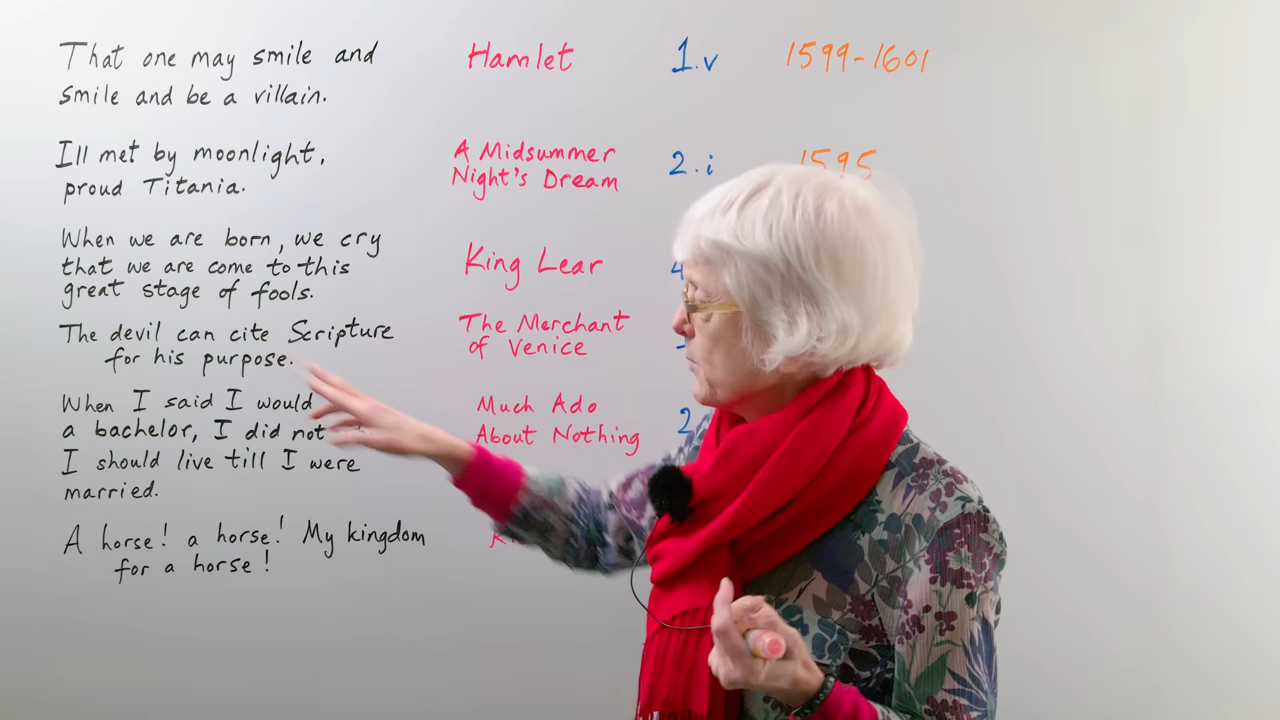 That one may smile and
smile and be a villain.
Hamlet
1.v
1599-1601
Ill met by moonlight,
proud Titania.
A Midsummer
Night's Dream
2.i
1595
When we are born, we cry
that we are come to this
great stage of fools.
King Lear
4
The devil can cite Scripture
for his purpose.
The Merchant
of Venice
When I said I would
a bachelor, I did not
I should live till I were
married.
Much Ado
About Nothing
2
A horse! a horse! My kingdom
for a horse!